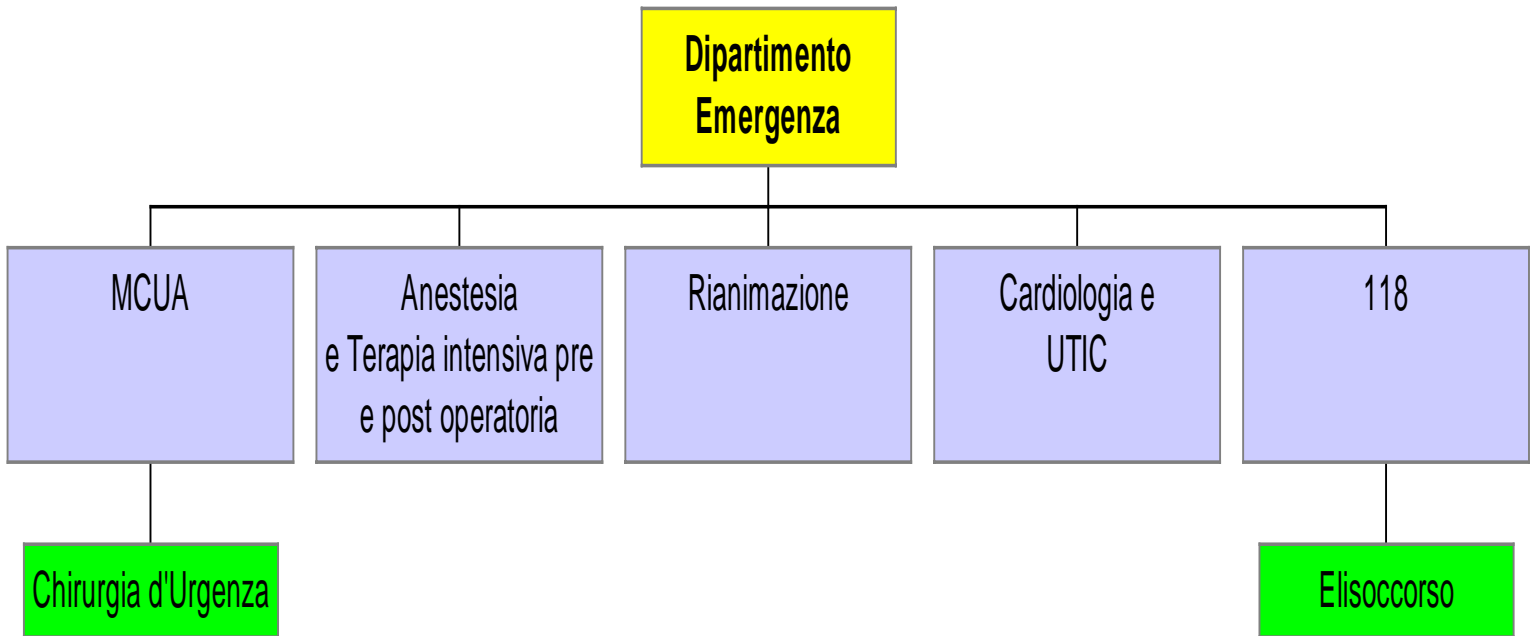 Dipartimento
Emergenza
MCUA
Anestesia
e Terapia intensiva pre
e post operatoria
Rianimazione
Cardiologia e
UTIC
118
Chirurgia d'Urgenza
Elisoccorso